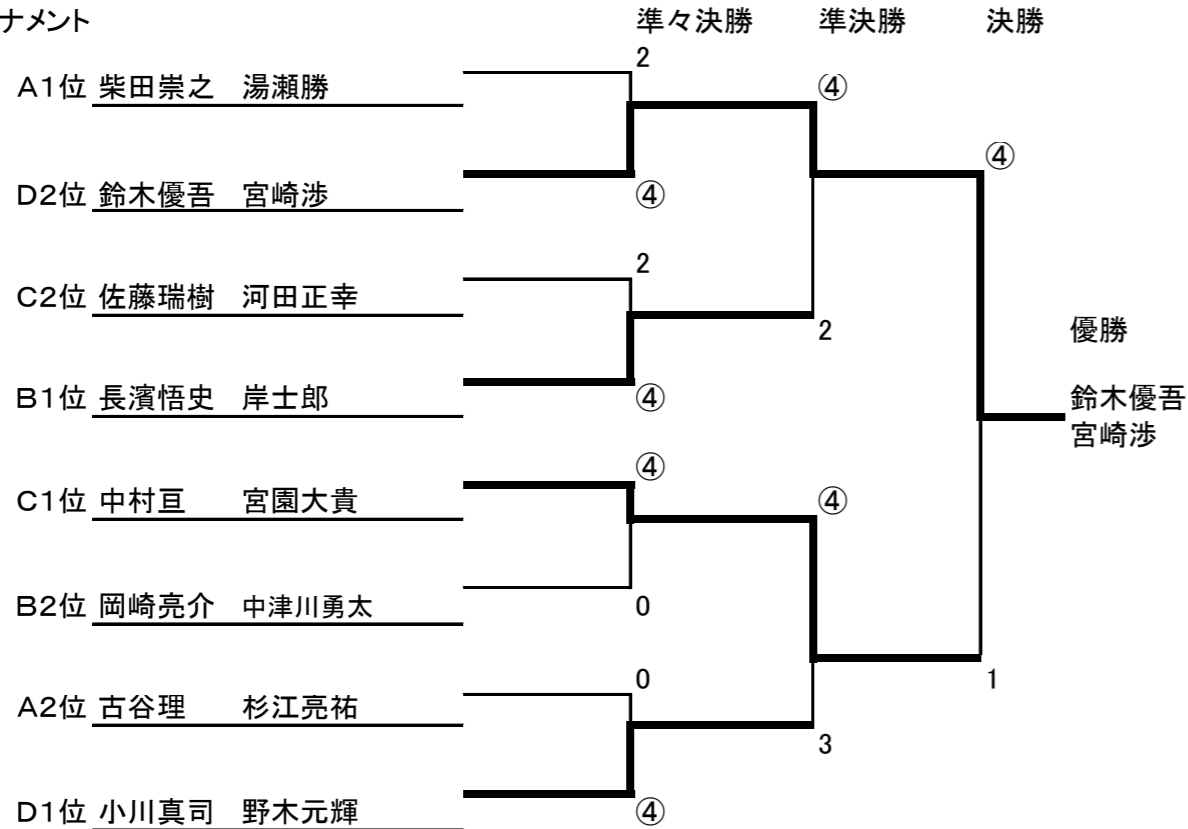 ナメント 準々決勝 準決勝 決勝
2
A1位 柴田崇之 湯瀬勝 ④
④
D2位 鈴木優吾 宮崎渉 ④
2
C2位 佐藤瑞樹 河田正幸
2 優勝
B1位 長濱悟史 岸士郎 ④ 鈴木優吾
宮崎渉
④
C1位 中村亘 宮園大貴 ④
B2位 岡崎亮介 中津川勇太 0
0 1
A2位 古谷理 杉江亮祐
3
D1位 小川真司 野木元輝 ④